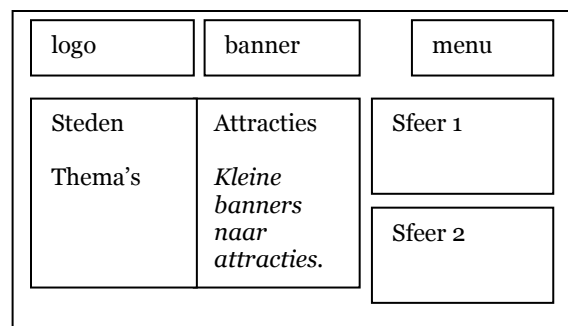 logo
banner
menu
Steden
Thema’s
Attracties
Kleine
banners
naar
attracties.
Sfeer 1
Sfeer 2